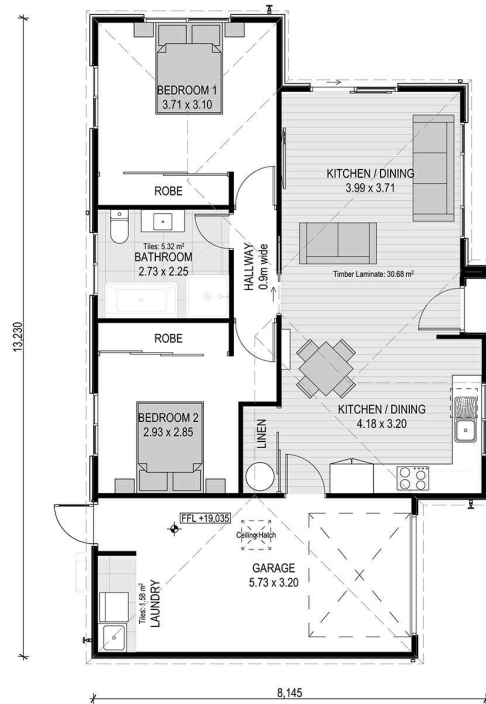 BEDROOM 1
3.71 x 3.10
ROBE
KITCHEN / DINING
3.99 x 3.71
Tiles: 5.32 m²
BATHROOM
2.73 x 2.25
HALLWAY
0.9m wide
Timber Laminate: 30.68 m²
13,230
ROBE
BEDROOM 2
2.93 x 2.85
LINEN
KITCHEN / DINING
4.18 x 3.20
FFL +19,035
Ceiling Hatch
GARAGE
5.73 x 3.20
Tiles: 1.58 m²
LAUNDRY
8,145